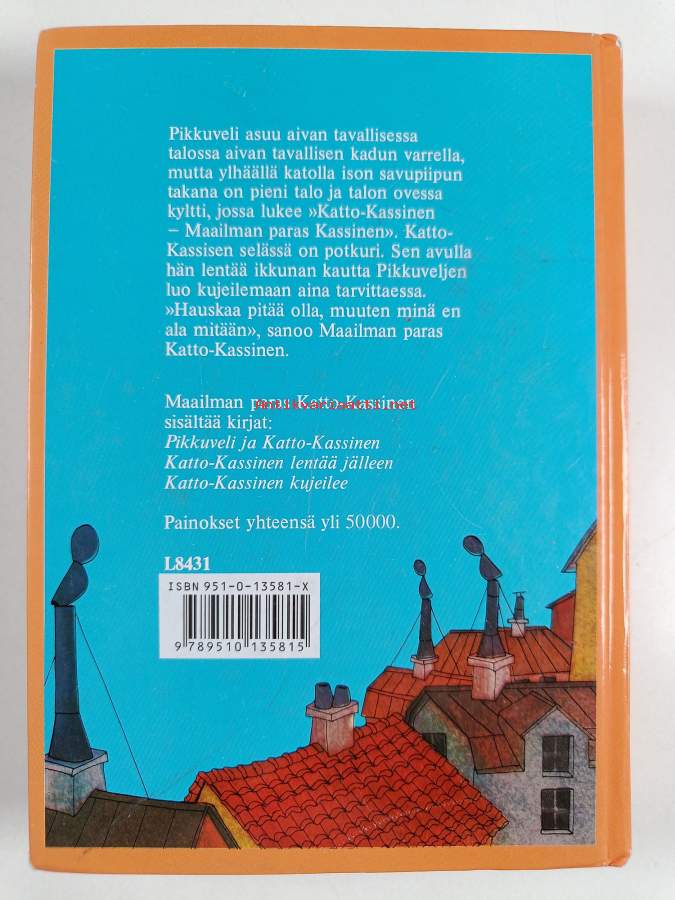 Pikkuveli asuu aivan tavallisessa
talossa aivan tavallisen kadun varrella,
mutta ylhäällä katolla ison savupiipun
takana on pieni talo ja talon ovessa
kyltti, jossa lukee »Katto-Kassinen
– Maailman paras Kassinen». Katto-
Kassisen selässä on potkuri. Sen avulla
hän lentää ikkunan kautta Pikkuveljen
luo kujeilemaan aina tarvittaessa.
»Hauskaa pitää olla, muuten minä en
ala mitään», sanoo Maailman paras
Katto-Kassinen.
Maailman paras Katto-Kassinen
sisältää kirjat:
Pikkuveli ja Katto-Kassinen
Katto-Kassinen lentää jälleen
Katto-Kassinen kujeilee
Painokset yhteensä yli 50000.
L8431
ISBN 951-0-13581-X
9 789510 135815